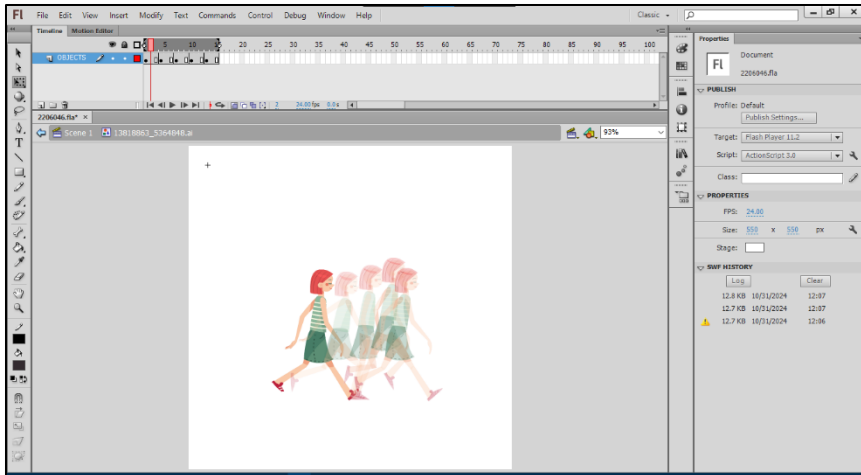 Fl File Edit View Insert Modify Text Commands Control Debug Window Help Classic
Timeline Motion Editor
5 10 15 20 25 30 35 40 45 50 55 60 65 70 75 80 85 90 95 100
OBJECTS
2 24.00 fps 0.0 s
2206046.fla* ×
Scene 1 13818863_5364848.ai 93%
Properties
Fl Document
2206046.fla
PUBLISH
Profile: Default
Publish Settings...
Target: Flash Player 11.2
Script: ActionScript 3.0
Class:
PROPERTIES
FPS: 24.00
Size: 550 x 550 px
Stage:
SWF HISTORY
Log Clear
12.8 KB 10/31/2024 12:07
12.7 KB 10/31/2024 12:07
12.7 KB 10/31/2024 12:06